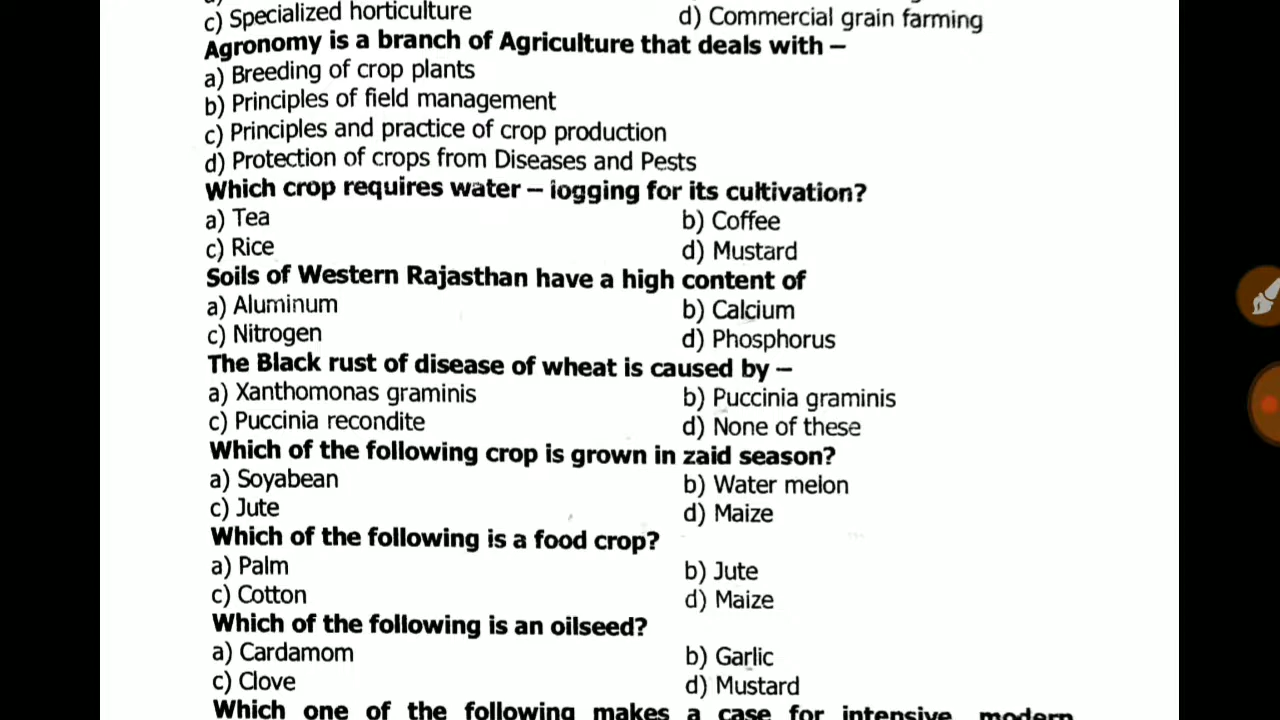 c) Specialized horticulture d) Commercial grain farming
Agronomy is a branch of Agriculture that deals with –
a) Breeding of crop plants
b) Principles of field management
c) Principles and practice of crop production
d) Protection of crops from Diseases and Pests
Which crop requires water – logging for its cultivation?
a) Tea b) Coffee
c) Rice d) Mustard
Soils of Western Rajasthan have a high content of
a) Aluminum b) Calcium
c) Nitrogen d) Phosphorus
The Black rust of disease of wheat is caused by –
a) Xanthomonas graminis b) Puccinia graminis
c) Puccinia recondite d) None of these
Which of the following crop is grown in zaid season?
a) Soyabean b) Water melon
c) Jute d) Maize
Which of the following is a food crop?
a) Palm b) Jute
c) Cotton d) Maize
Which of the following is an oilseed?
a) Cardamom b) Garlic
c) Clove d) Mustard
Which one of the following makes a case for intensive, modern